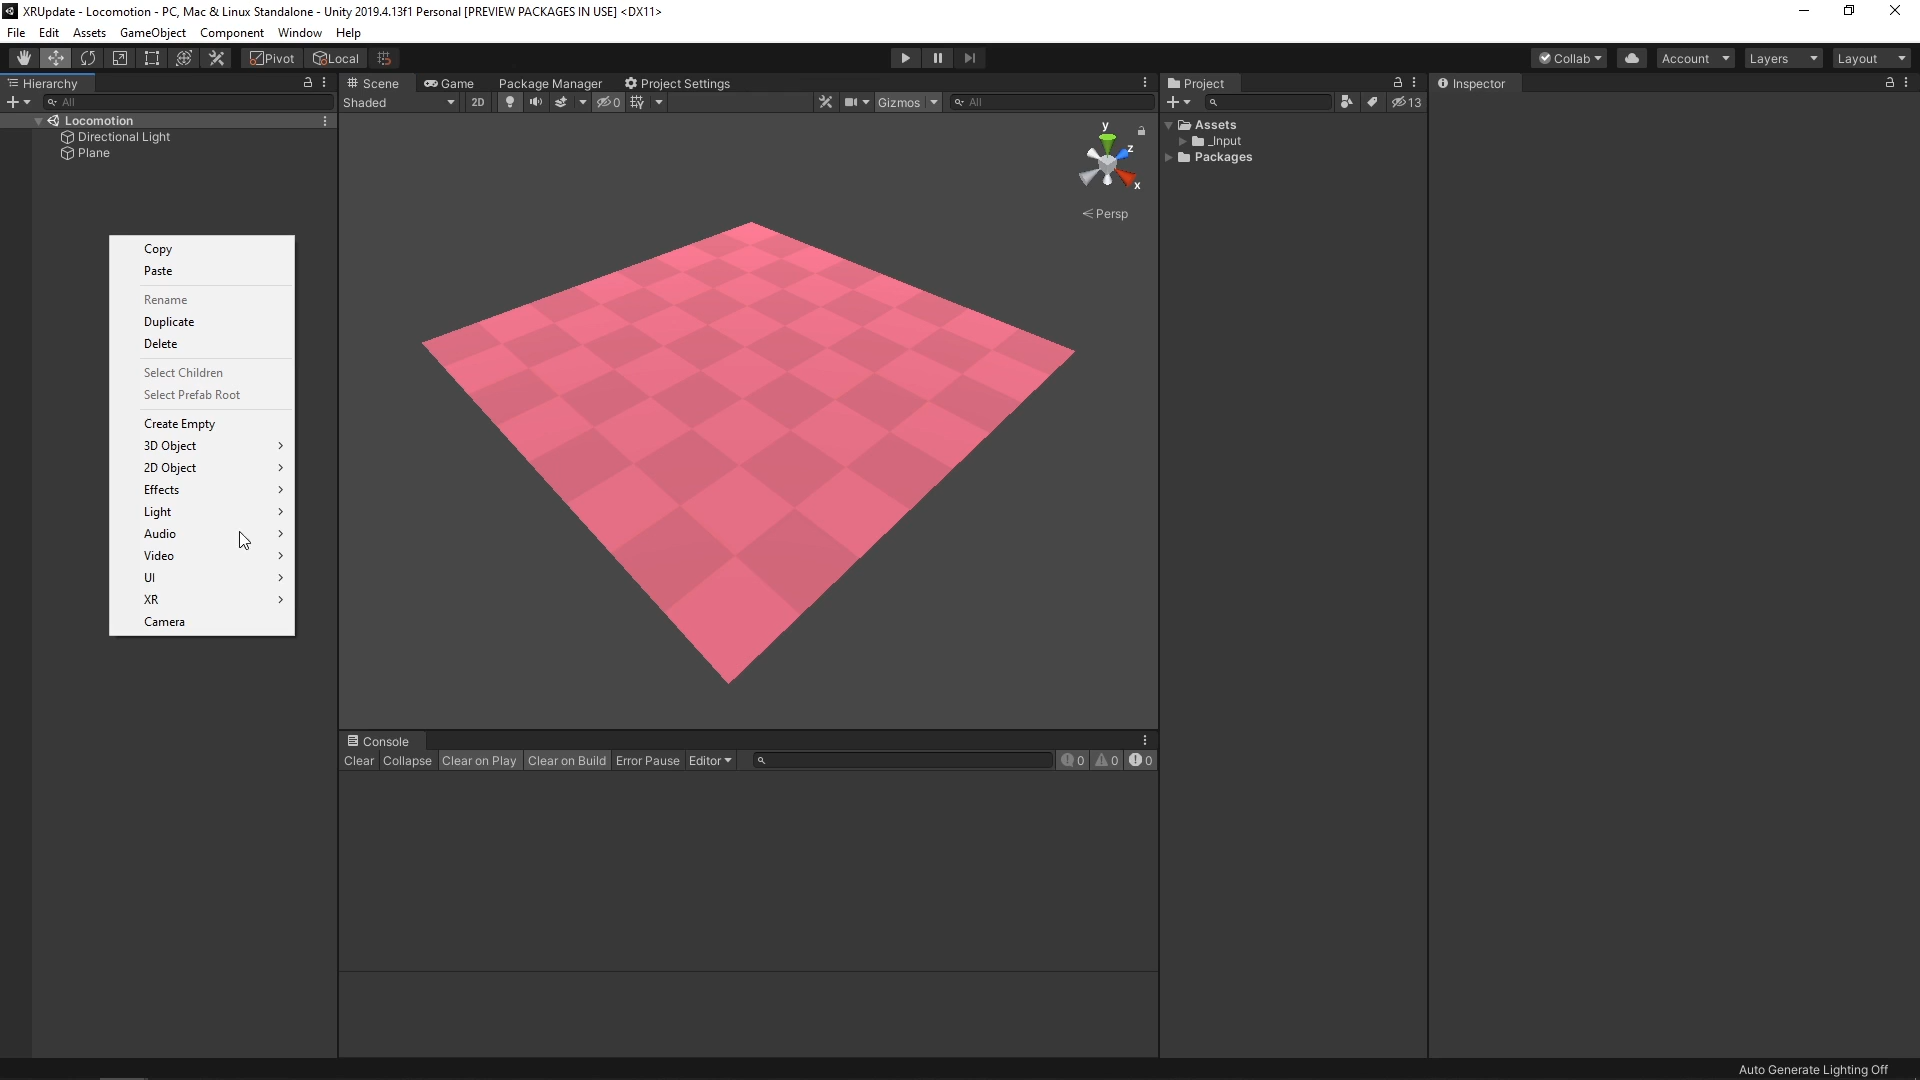 XRUpdate - Locomotion - PC, Mac & Linux Standalone - Unity 2019.4.13f1 Personal [PREVIEW PACKAGES IN USE] <DX11>
File Edit Assets GameObject Component Window Help
Pivot Local Collab Account Layers Layout
Hierarchy Scene Game Package Manager Project Settings Project Inspector
All Shaded 2D 0 Gizmos All 13
Locomotion
Directional Light
Plane
Copy
Paste
Rename
Duplicate
Delete
Select Children
Select Prefab Root
Create Empty
3D Object
2D Object
Effects
Light
Audio
Video
UI
XR
Camera
y
z
x
Persp
Assets
_Input
Packages
Console
Clear Collapse Clear on Play Clear on Build Error Pause Editor 0 0 0
Auto Generate Lighting Off